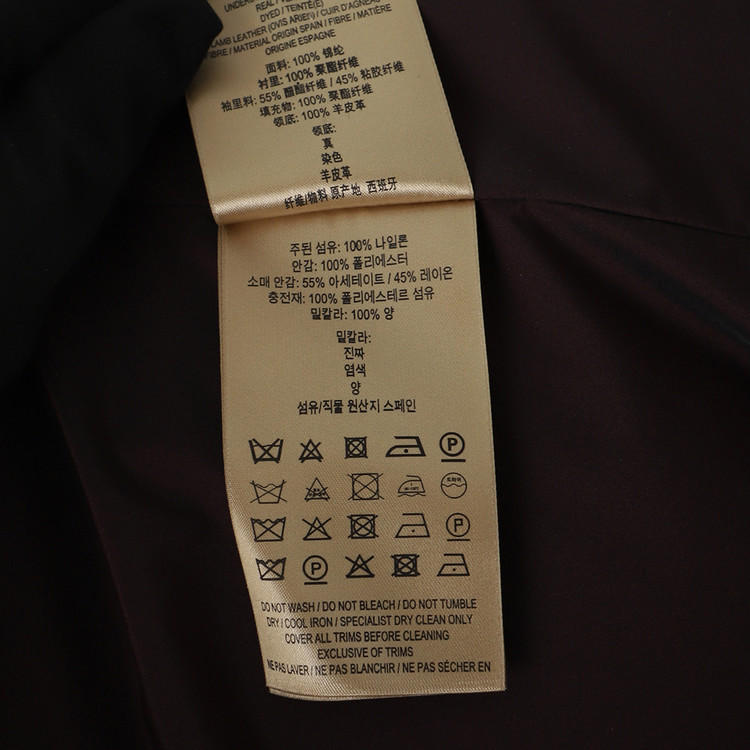 REAL /
DYED / TEINT(E)
LAMB LEATHER (OVIS ARIES) / CUIR D'AGNEAU
FIBRE / MATERIAL ORIGIN SPAIN / FIBRE / MATIERE
ORIGINE ESPAGNE
面料: 100% 锦纶
衬里: 100% 聚酯纤维
袖里料: 55% 醋酯纤维 / 45% 粘胶纤维
填充物: 100% 聚酯纤维
领底: 100% 羊皮革
领底:
真
染色
羊皮革
纤维/物料 原产地 西班牙
주된 섬유: 100% 나일론
안감: 100% 폴리에스터
소매 안감: 55% 아세테이트 / 45% 레이온
충전재: 100% 폴리에스테르 섬유
밑칼라: 100% 양
밑칼라:
진짜
염색
양
섬유/직물 원산지 스페인
P
P
P
DO NOT WASH / DO NOT BLEACH / DO NOT TUMBLE
DRY / COOL IRON / SPECIALIST DRY CLEAN ONLY
COVER ALL TRIMS BEFORE CLEANING
EXCLUSIVE OF TRIMS
NE PAS LAVER / NE PAS BLANCHIR / NE PAS SÉCHER EN